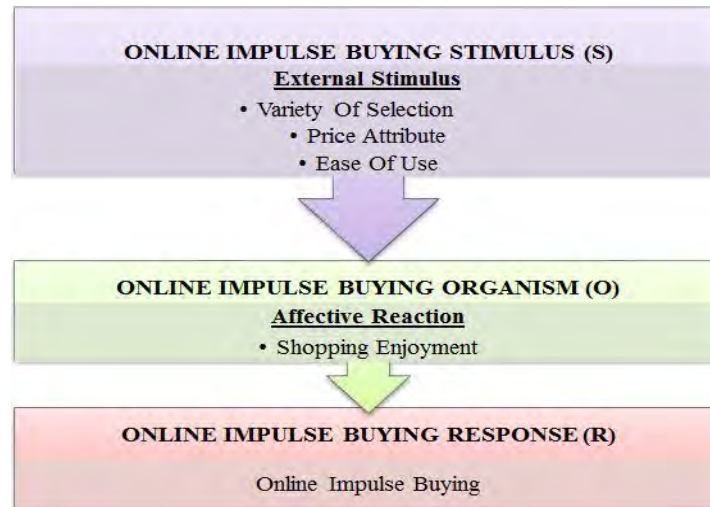 ONLINE IMPULSE BUYING STIMULUS (S)
External Stimulus
• Variety Of Selection
• Price Attribute
• Ease Of Use
ONLINE IMPULSE BUYING ORGANISM (O)
Affective Reaction
• Shopping Enjoyment
ONLINE IMPULSE BUYING RESPONSE (R)
Online Impulse Buying